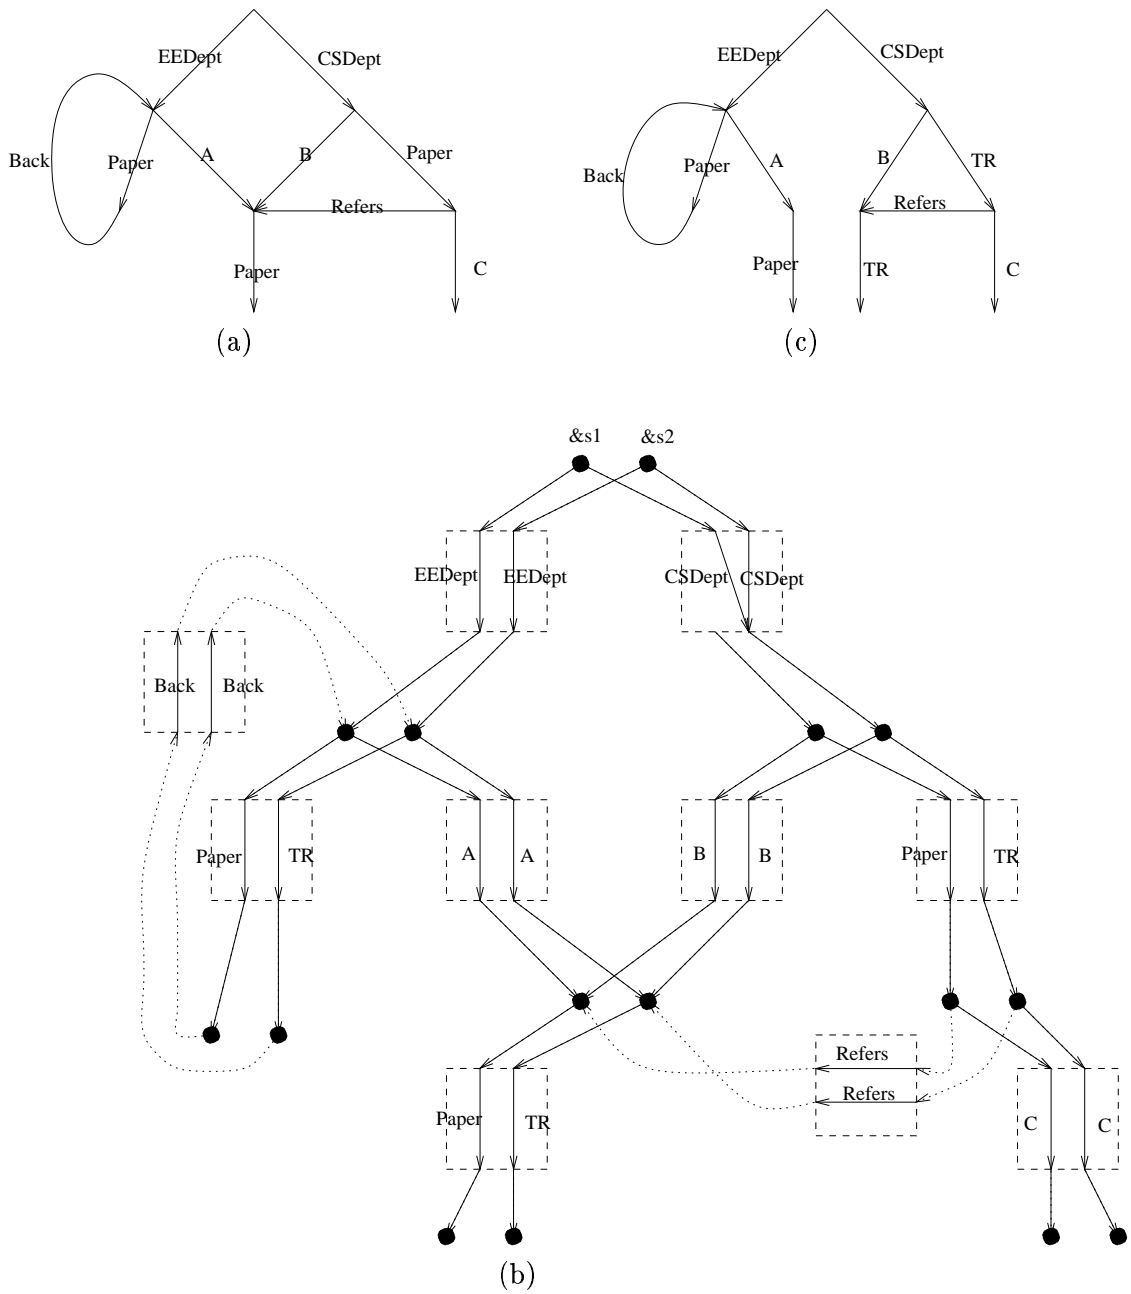 EEDept CSDept
Back Paper A B Paper
Refers
Paper C
(a)
EEDept CSDept
Back Paper A B TR
Refers
Paper TR C
(c)
&s1 &s2
EEDept EEDept CSDept CSDept
Back Back
Paper TR A A B B Paper TR
Refers
Refers
Paper TR C C
(b)